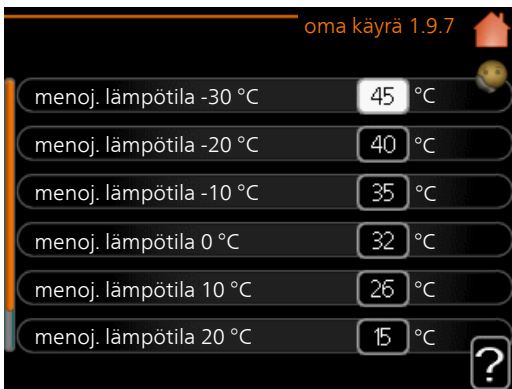 oma käyrä 1.9.7
menoj. lämpötila -30 °C 45 °C
menoj. lämpötila -20 °C 40 °C
menoj. lämpötila -10 °C 35 °C
menoj. lämpötila 0 °C 32 °C
menoj. lämpötila 10 °C 26 °C
menoj. lämpötila 20 °C 15 °C
?